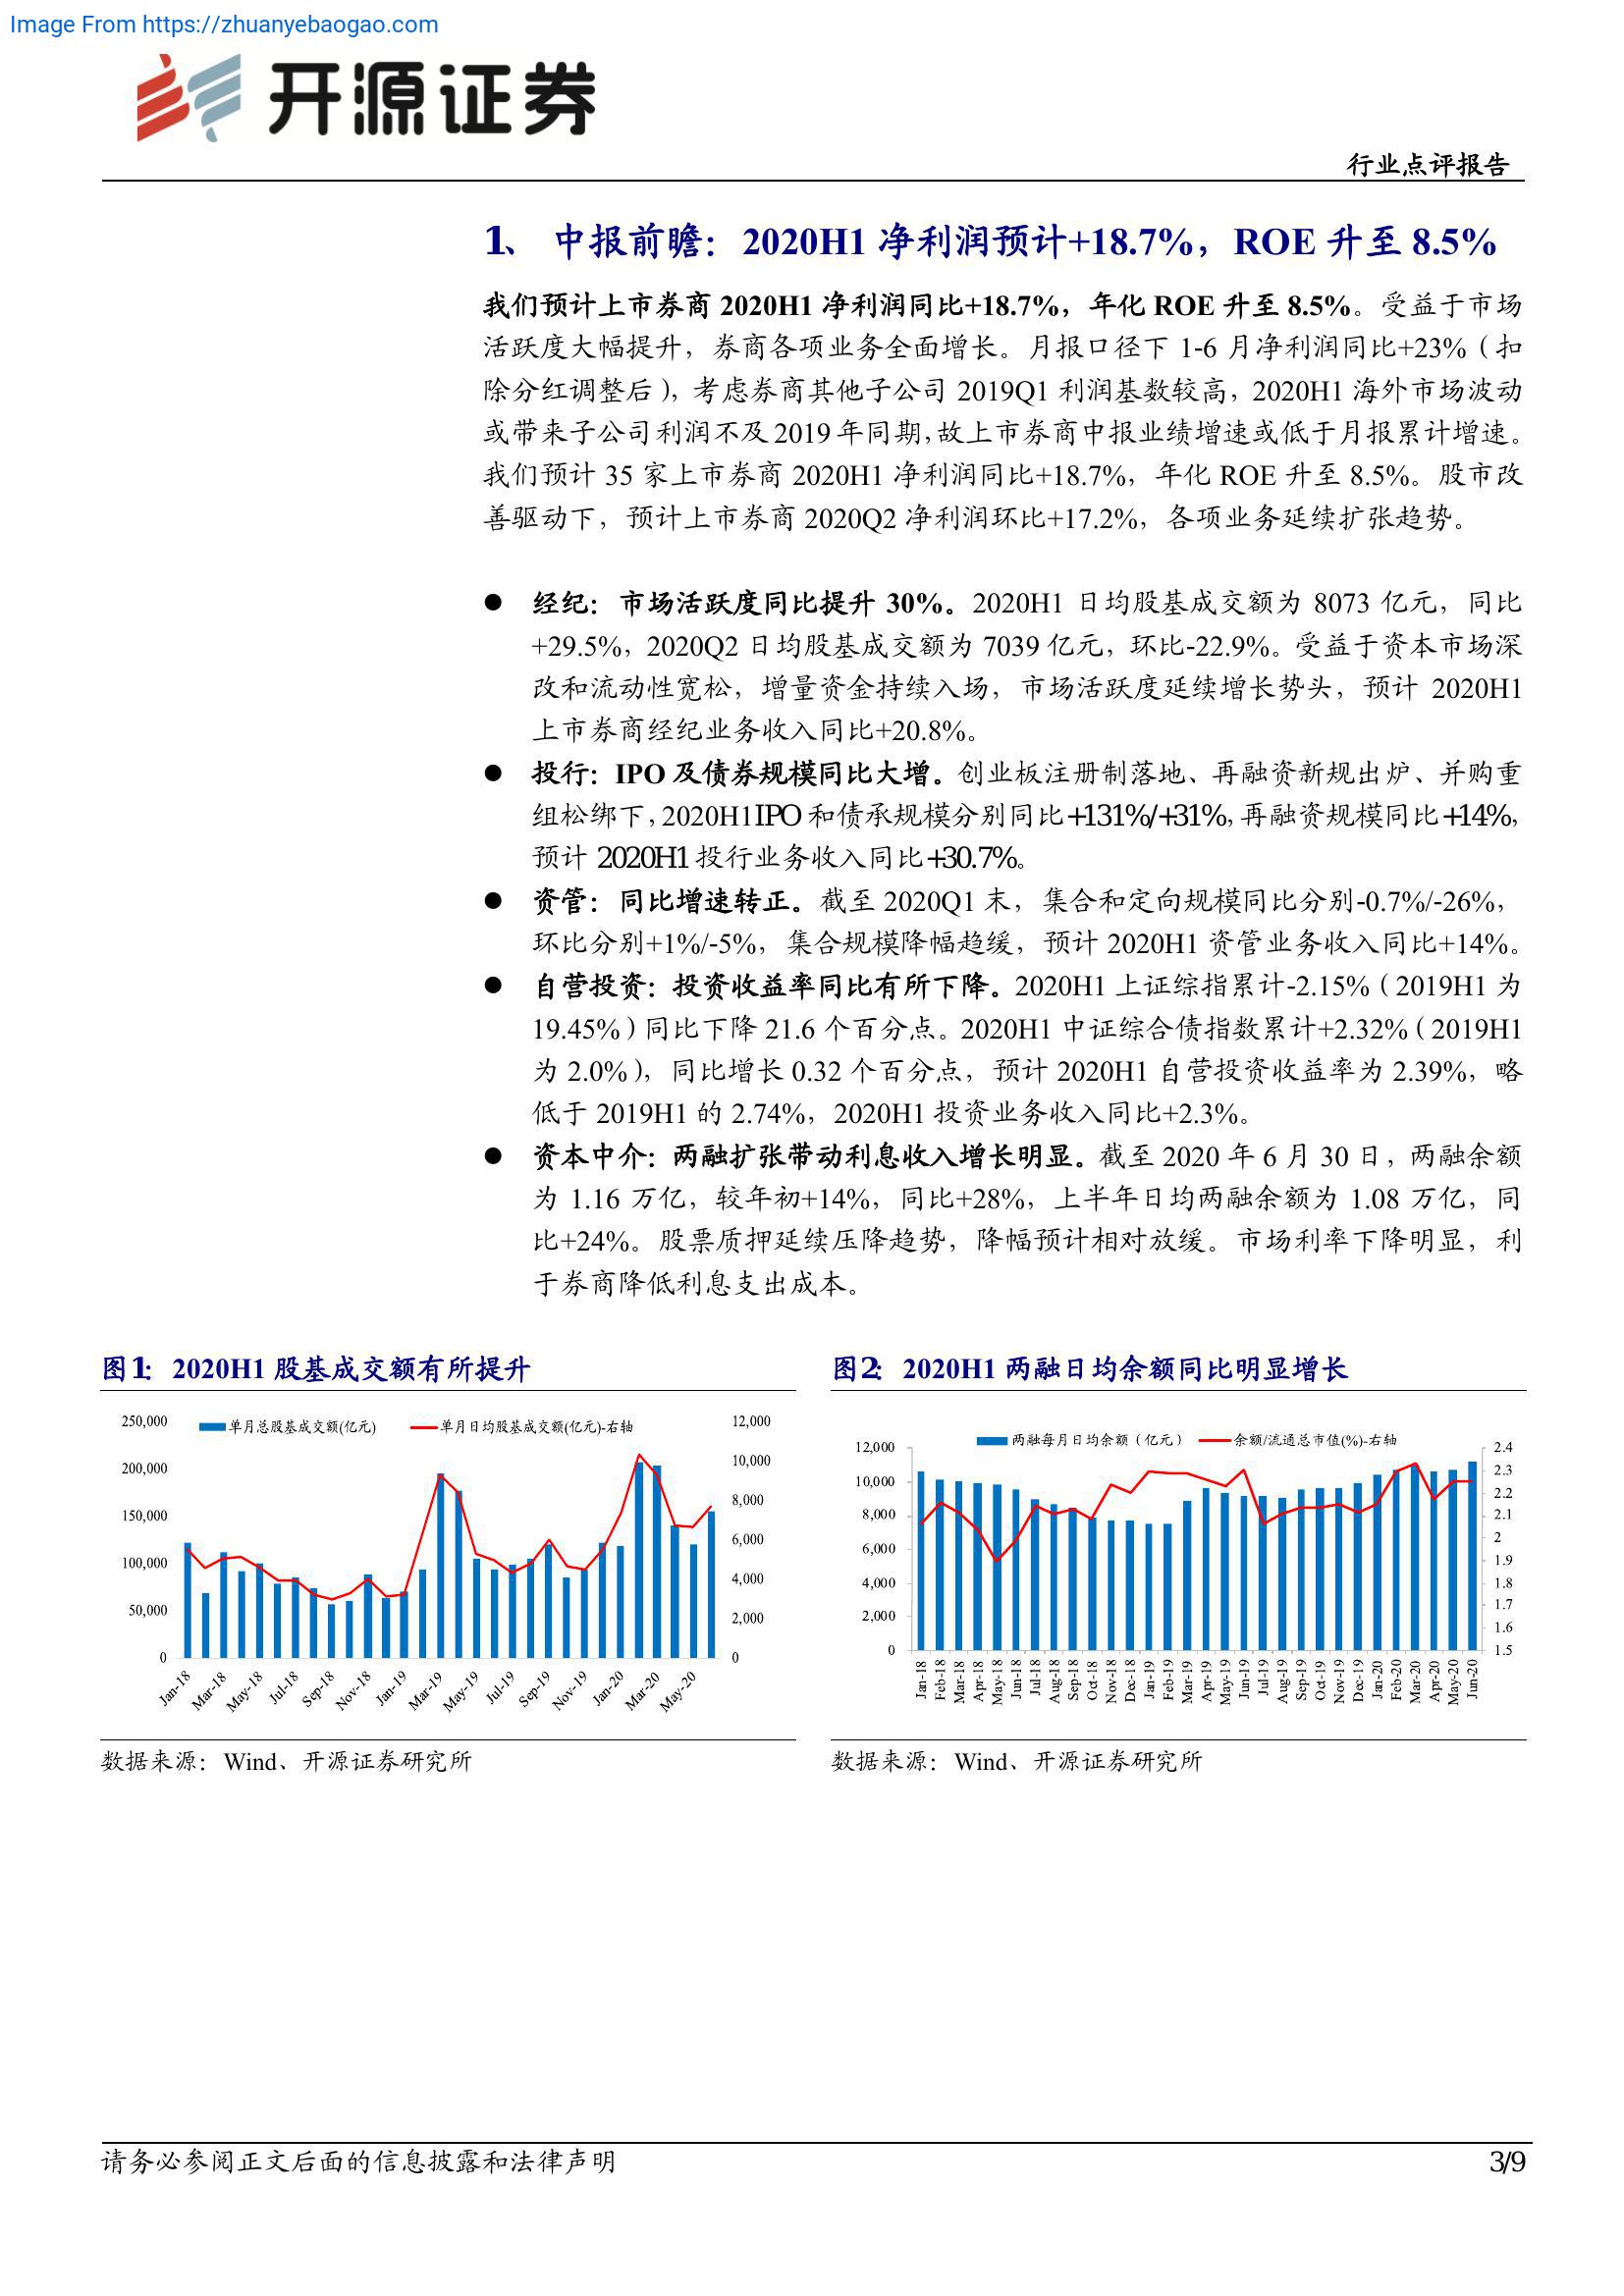 Image From https://zhuanyebaogao.com
开源证券
行业点评报告
1、 中报前瞻：2020H1 净利润预计+18.7%，ROE 升至 8.5%
我们预计上市券商 2020H1 净利润同比+18.7%，年化 ROE 升至 8.5%。受益于市场
活跃度大幅提升，券商各项业务全面增长。月报口径下 1-6 月净利润同比+23%（扣
除分红调整后），考虑券商其他子公司 2019Q1 利润基数较高，2020H1 海外市场波动
或带来子公司利润不及 2019 年同期，故上市券商中报业绩增速或低于月报累计增速。
我们预计 35 家上市券商 2020H1 净利润同比+18.7%，年化 ROE 升至 8.5%。股市改
善驱动下，预计上市券商 2020Q2 净利润环比+17.2%，各项业务延续扩张趋势。
● 经纪：市场活跃度同比提升 30%。2020H1 日均股基成交额为 8073 亿元，同比
+29.5%，2020Q2 日均股基成交额为 7039 亿元，环比-22.9%。受益于资本市场深
改和流动性宽松，增量资金持续入场，市场活跃度延续增长势头，预计 2020H1
上市券商经纪业务收入同比+20.8%。
● 投行：IPO 及债券规模同比大增。创业板注册制落地、再融资新规出炉、并购重
组松绑下，2020H1IPO 和债承规模分别同比+131%/+31%，再融资规模同比+14%，
预计 2020H1 投行业务收入同比+30.7%。
● 资管：同比增速转正。截至 2020Q1 末，集合和定向规模同比分别-0.7%/-26%，
环比分别+1%/-5%，集合规模降幅趋缓，预计 2020H1 资管业务收入同比+14%。
● 自营投资：投资收益率同比有所下降。2020H1 上证综指累计-2.15%（2019H1 为
19.45%）同比下降 21.6 个百分点。2020H1 中证综合债指数累计+2.32%（2019H1
为 2.0%），同比增长 0.32 个百分点，预计 2020H1 自营投资收益率为 2.39%，略
低于 2019H1 的 2.74%，2020H1 投资业务收入同比+2.3%。
● 资本中介：两融扩张带动利息收入增长明显。截至 2020 年 6 月 30 日，两融余额
为 1.16 万亿，较年初+14%，同比+28%，上半年日均两融余额为 1.08 万亿，同
比+24%。股票质押延续压降趋势，降幅预计相对放缓。市场利率下降明显，利
于券商降低利息支出成本。
图1： 2020H1 股基成交额有所提升
单月总股基成交额(亿元) 单月日均股基成交额(亿元)-右轴
250,000
200,000
150,000
100,000
50,000
0
12,000
10,000
8,000
6,000
4,000
2,000
0
Jan-18 Mar-18 May-18 Jul-18 Sep-18 Nov-18 Jan-19 Mar-19 May-19 Jul-19 Sep-19 Nov-19 Jan-20 Mar-20 May-20
数据来源：Wind、开源证券研究所
图2： 2020H1 两融日均余额同比明显增长
两融每月日均余额（亿元） 余额/流通总市值(%)-右轴
12,000
10,000
8,000
6,000
4,000
2,000
0
2.4
2.3
2.2
2.1
2
1.9
1.8
1.7
1.6
1.5
Jan-18 Feb-18 Mar-18 Apr-18 May-18 Jun-18 Jul-18 Aug-18 Sep-18 Oct-18 Nov-18 Dec-18 Jan-19 Feb-19 Mar-19 Apr-19 May-19 Jun-19 Jul-19 Aug-19 Sep-19 Oct-19 Nov-19 Dec-19 Jan-20 Feb-20 Mar-20 Apr-20 May-20 Jun-20
数据来源：Wind、开源证券研究所
请务必参阅正文后面的信息披露和法律声明
3/9